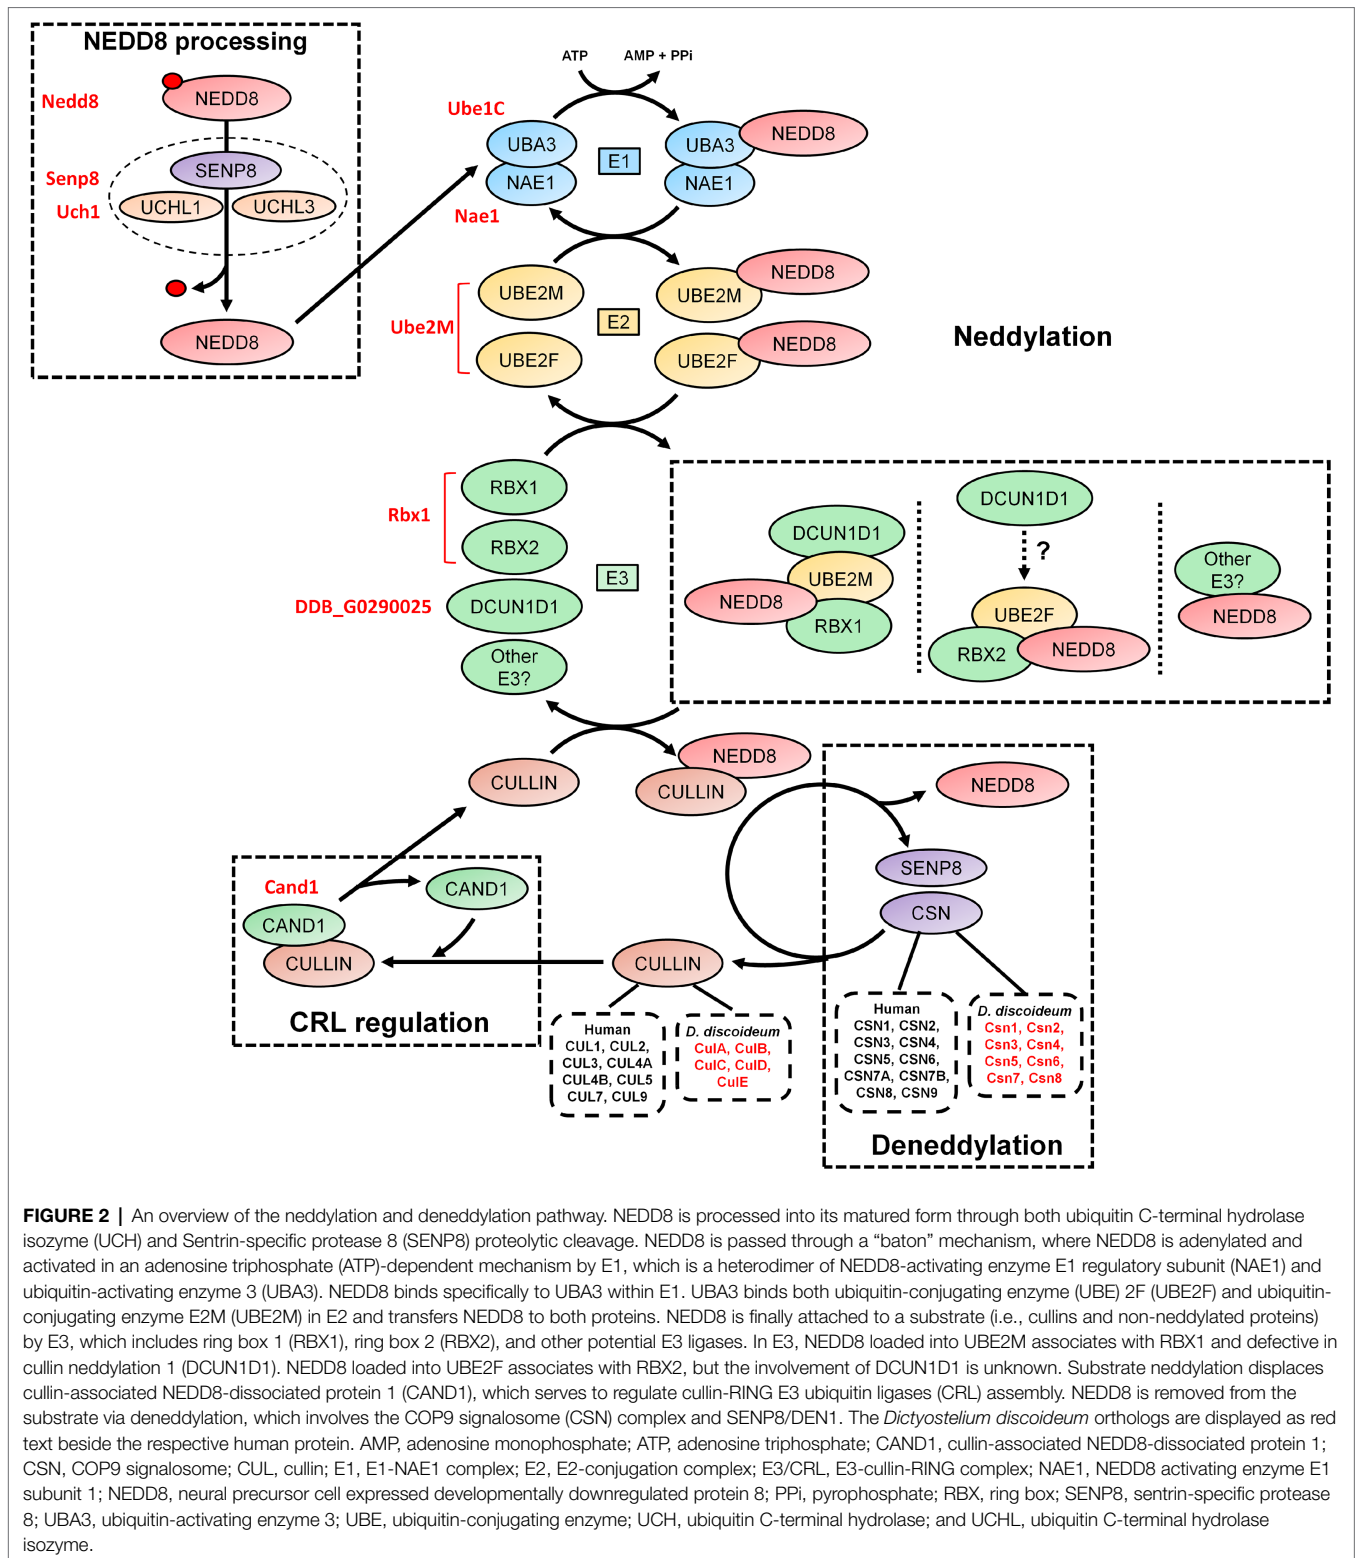 NEDD8 processing
Nedd8
NEDD8
Senp8
SENP8
Uch1
UCHL1
UCHL3
NEDD8
ATP
AMP + PPi
Ube1C
UBA3
NAE1
Nae1
E1
UBA3
NAE1
NEDD8
Ube2M
UBE2M
UBE2F
E2
UBE2M
NEDD8
UBE2F
NEDD8
Neddylation
Rbx1
RBX1
RBX2
DDB_G0290025
DCUN1D1
Other
E3?
E3
DCUN1D1
UBE2M
NEDD8
RBX1
DCUN1D1
?
UBE2F
RBX2
NEDD8
Other
E3?
NEDD8
CULLIN
NEDD8
CULLIN
NEDD8
SENP8
CSN
Cand1
CAND1
CAND1
CULLIN
CRL regulation
CULLIN
Human
CUL1, CUL2,
CUL3, CUL4A
CUL4B, CUL5
CUL7, CUL9
D. discoideum
CulA, CulB,
CulC, CulD,
CulE
Human
CSN1, CSN2,
CSN3, CSN4,
CSN5, CSN6,
CSN7A, CSN7B,
CSN8, CSN9
D. discoideum
Csn1, Csn2,
Csn3, Csn4,
Csn5, Csn6,
Csn7, Csn8
Deneddylation
FIGURE 2 | An overview of the neddylation and deneddylation pathway. NEDD8 is processed into its matured form through both ubiquitin C-terminal hydrolase
isozyme (UCH) and Sentrin-specific protease 8 (SENP8) proteolytic cleavage. NEDD8 is passed through a “baton” mechanism, where NEDD8 is adenylated and
activated in an adenosine triphosphate (ATP)-dependent mechanism by E1, which is a heterodimer of NEDD8-activating enzyme E1 regulatory subunit (NAE1) and
ubiquitin-activating enzyme 3 (UBA3). NEDD8 binds specifically to UBA3 within E1. UBA3 binds both ubiquitin-conjugating enzyme (UBE) 2F (UBE2F) and ubiquitin-
conjugating enzyme E2M (UBE2M) in E2 and transfers NEDD8 to both proteins. NEDD8 is finally attached to a substrate (i.e., cullins and non-neddylated proteins)
by E3, which includes ring box 1 (RBX1), ring box 2 (RBX2), and other potential E3 ligases. In E3, NEDD8 loaded into UBE2M associates with RBX1 and defective in
cullin neddylation 1 (DCUN1D1). NEDD8 loaded into UBE2F associates with RBX2, but the involvement of DCUN1D1 is unknown. Substrate neddylation displaces
cullin-associated NEDD8-dissociated protein 1 (CAND1), which serves to regulate cullin-RING E3 ubiquitin ligases (CRL) assembly. NEDD8 is removed from the
substrate via deneddylation, which involves the COP9 signalosome (CSN) complex and SENP8/DEN1. The Dictyostelium discoideum orthologs are displayed as red
text beside the respective human protein. AMP, adenosine monophosphate; ATP, adenosine triphosphate; CAND1, cullin-associated NEDD8-dissociated protein 1;
CSN, COP9 signalosome; CUL, cullin; E1, E1-NAE1 complex; E2, E2-conjugation complex; E3/CRL, E3-cullin-RING complex; NAE1, NEDD8 activating enzyme E1
subunit 1; NEDD8, neural precursor cell expressed developmentally downregulated protein 8; PPi, pyrophosphate; RBX, ring box; SENP8, sentrin-specific protease
8; UBA3, ubiquitin-activating enzyme 3; UBE, ubiquitin-conjugating enzyme; UCH, ubiquitin C-terminal hydrolase; and UCHL, ubiquitin C-terminal hydrolase
isozyme.